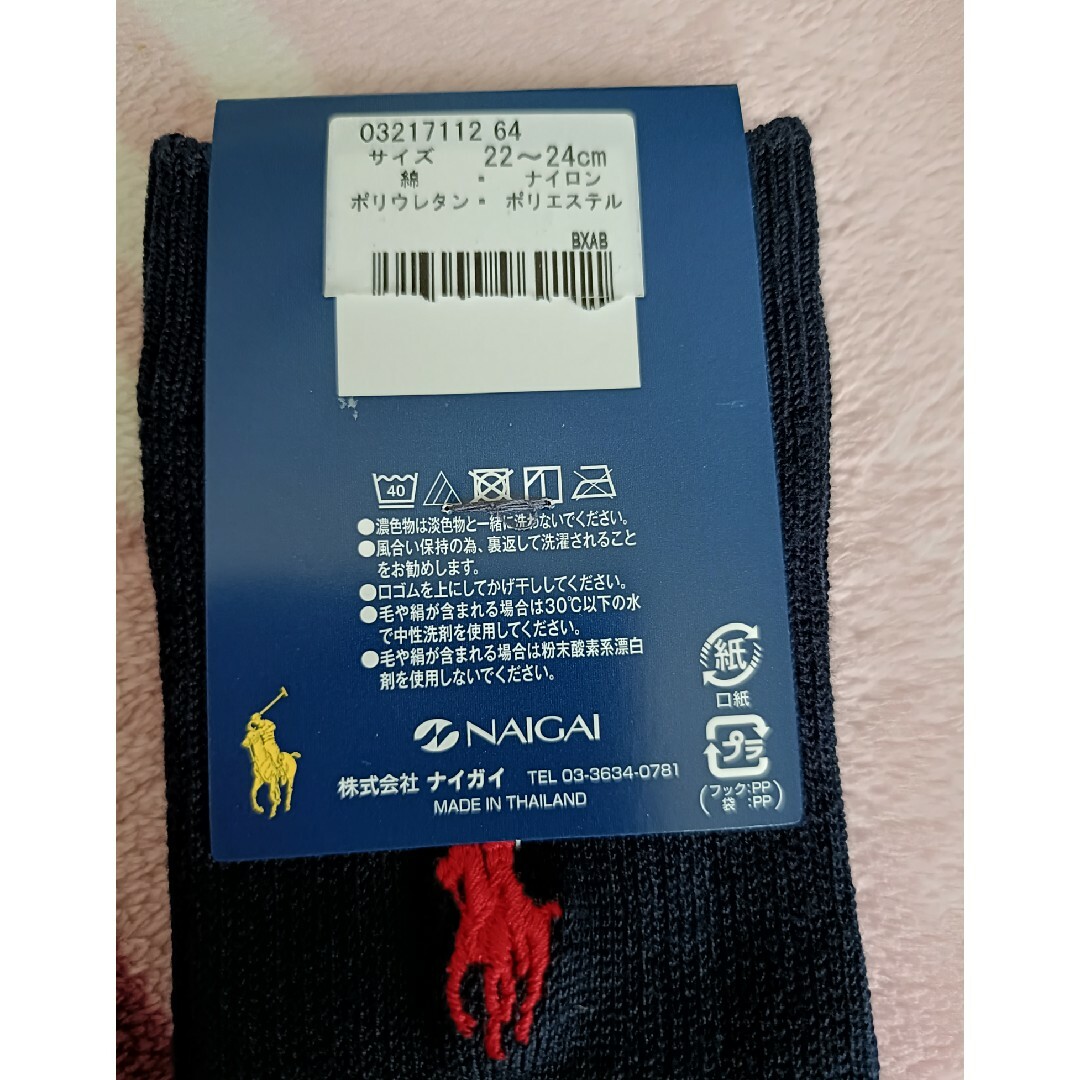 03217112 64
サイズ 22～24cm
綿 ・ ナイロン
ポリウレタン・ ポリエステル
BXAB
40
●濃色物は淡色物と一緒に洗わないでください。
●風合い保持の為、裏返して洗濯されること
をお勧めします。
●口ゴムを上にしてかげ干ししてください。
●毛や絹が含まれる場合は30℃以下の水
で中性洗剤を使用してください。
●毛や絹が含まれる場合は粉末酸素系漂白
剤を使用しないでください。
紙
口紙
プラ
(フック:PP
袋 :PP)
NAIGAI
株式会社 ナイガイ TEL 03-3634-0781
MADE IN THAILAND